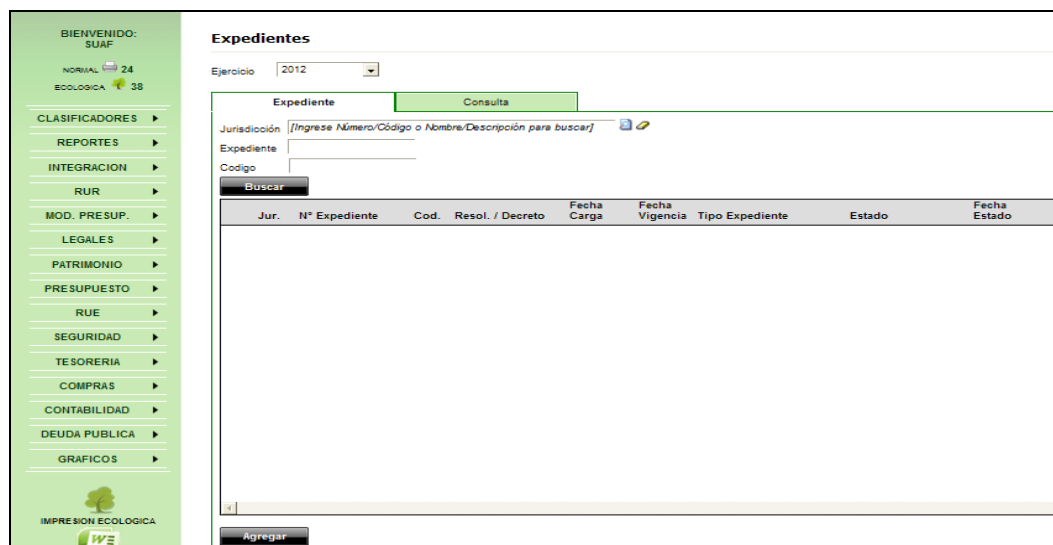 BIENVENIDO:
SUAF
NORMAL 24
ECOLOGICA 38
CLASIFICADORES
REPORTES
INTEGRACION
RUR
MOD. PRESUP.
LEGALES
PATRIMONIO
PRESUPUESTO
RUE
SEGURIDAD
TESORERIA
COMPRAS
CONTABILIDAD
DEUDA PUBLICA
GRAFICOS
IMPRESION ECOLOGICA
WE
Expedientes
Ejercicio 2012
Expediente Consulta
Jurisdicción [Ingrese Número/Código o Nombre/Descripción para buscar]
Expediente
Codigo
Buscar
Jur. N° Expediente Cod. Resol. / Decreto Fecha Carga Fecha Vigencia Tipo Expediente Estado Fecha Estado
Agregar